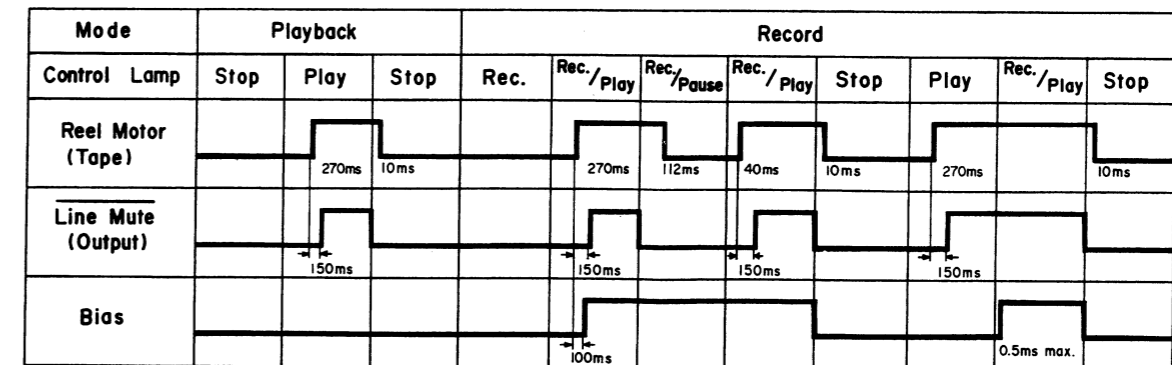 Mode Playback Record
Control Lamp Stop Play Stop Rec. Rec./Play Rec./Pause Rec./Play Stop Play Rec./Play Stop
Reel Motor
(Tape)
270ms 10ms 270ms 112ms 40ms 10ms 270ms 10ms
Line Mute
(Output)
150ms 150ms 150ms 150ms
Bias
100ms 0.5ms max.